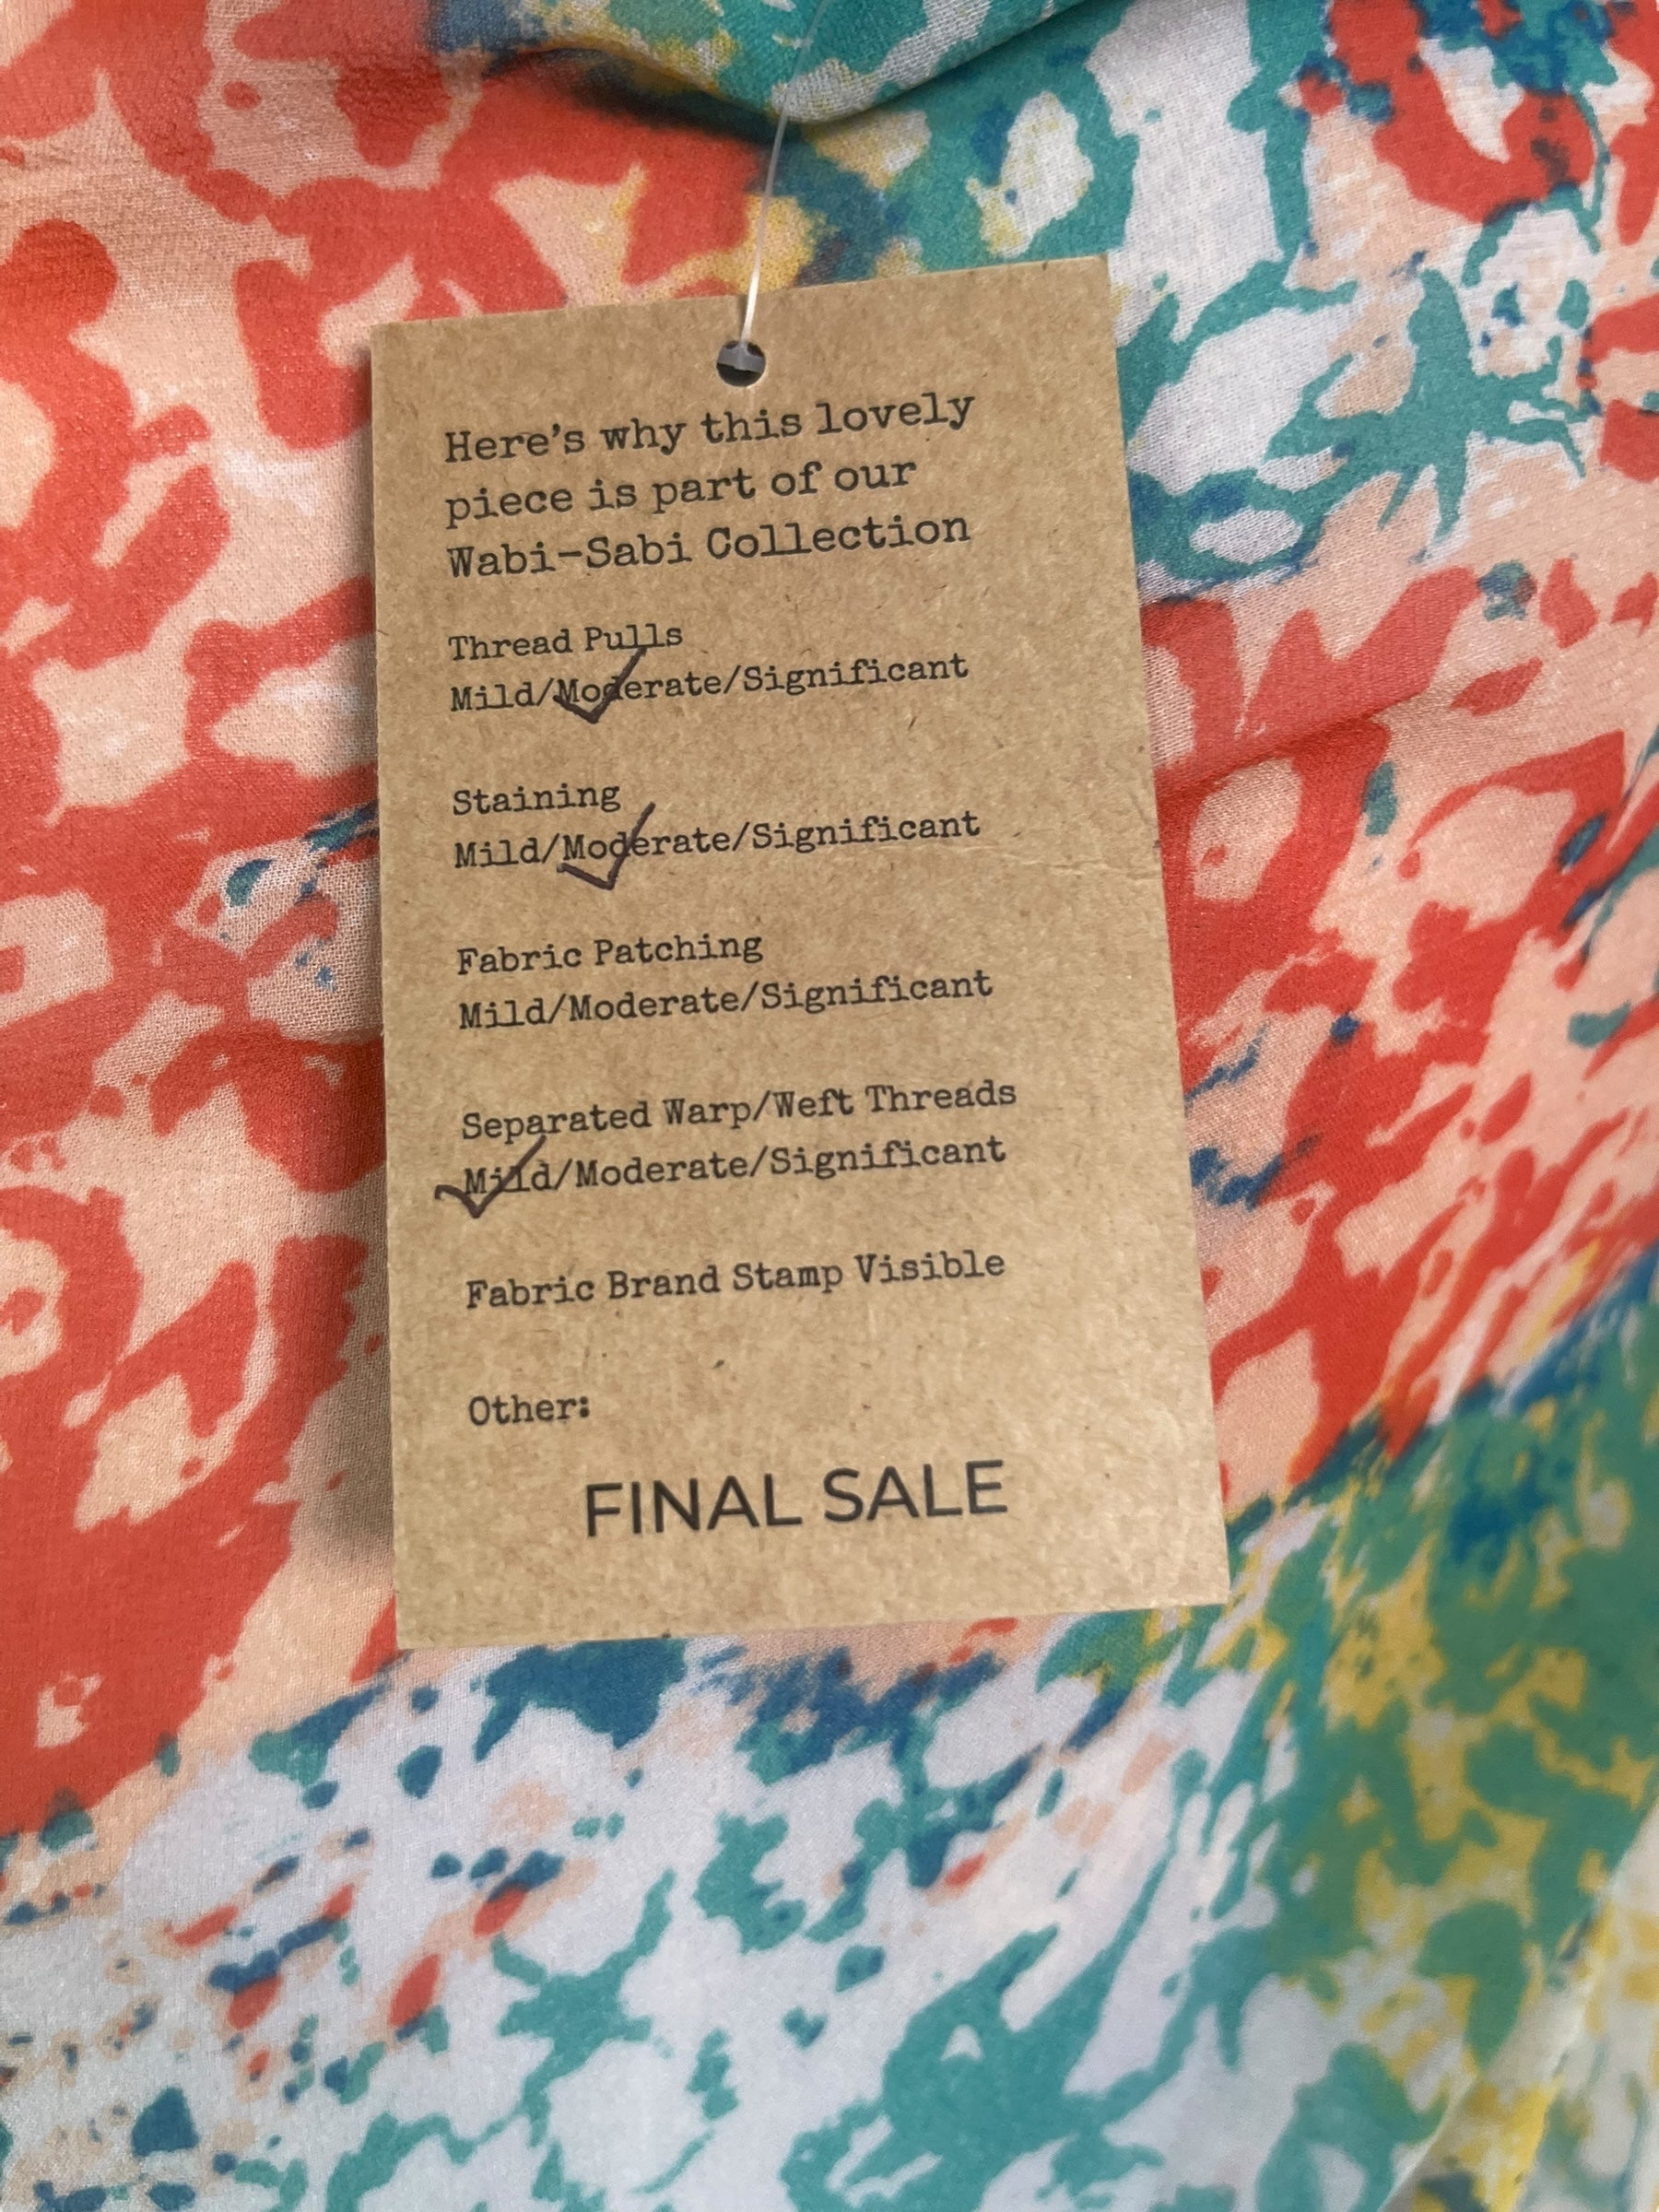 Here's why this lovely
piece is part of our
Wabi-Sabi Collection
Thread Pulls
Mild/Moderate/Significant
Staining
Mild/Moderate/Significant
Fabric Patching
Mild/Moderate/Significant
Separated Warp/Weft Threads
Mild/Moderate/Significant
Fabric Brand Stamp Visible
Other:
FINAL SALE